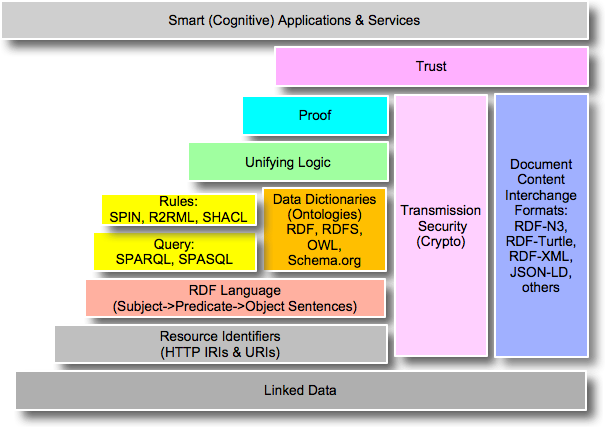 Smart (Cognitive) Applications & Services
Trust
Proof
Unifying Logic
Rules:
SPIN, R2RML, SHACL
Query:
SPARQL, SPASQL
Data Dictionaries
(Ontologies)
RDF, RDFS,
OWL,
Schema.org
RDF Language
(Subject->Predicate->Object Sentences)
Resource Identifiers
(HTTP IRIs & URIs)
Transmission
Security
(Crypto)
Document
Content
Interchange
Formats:
RDF-N3,
RDF-Turtle,
RDF-XML,
JSON-LD,
others
Linked Data